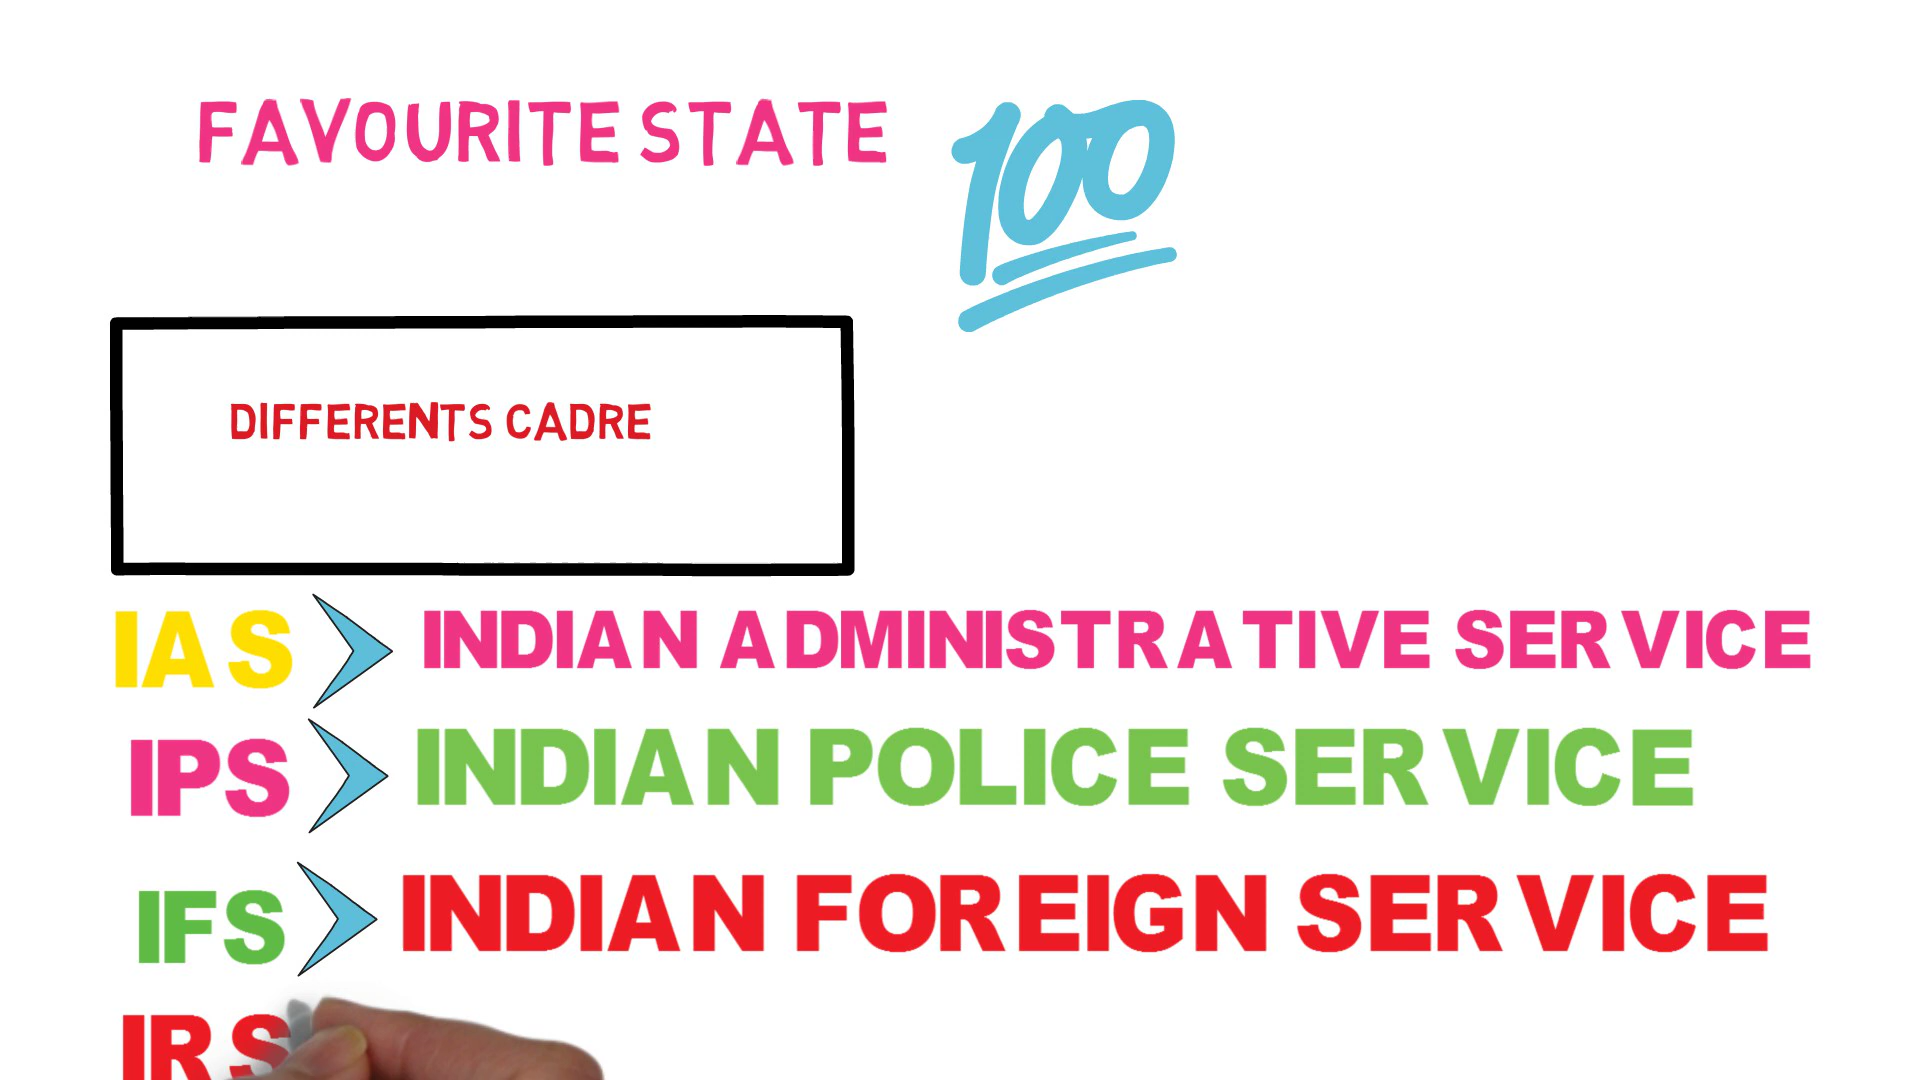 FAVOURITE STATE
100
DIFFERENTS CADRE
IAS INDIAN ADMINISTRATIVE SERVICE
IPS INDIAN POLICE SERVICE
IFS INDIAN FOREIGN SERVICE
IRS